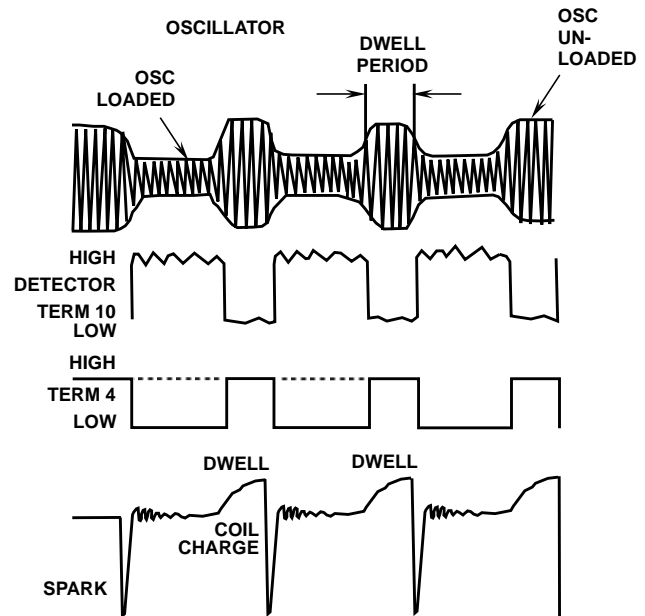 OSCILLATOR
OSC
UN-
LOADED
DWELL
PERIOD
OSC
LOADED
HIGH
DETECTOR
TERM 10
LOW
HIGH
TERM 4
LOW
DWELL
DWELL
COIL
CHARGE
SPARK